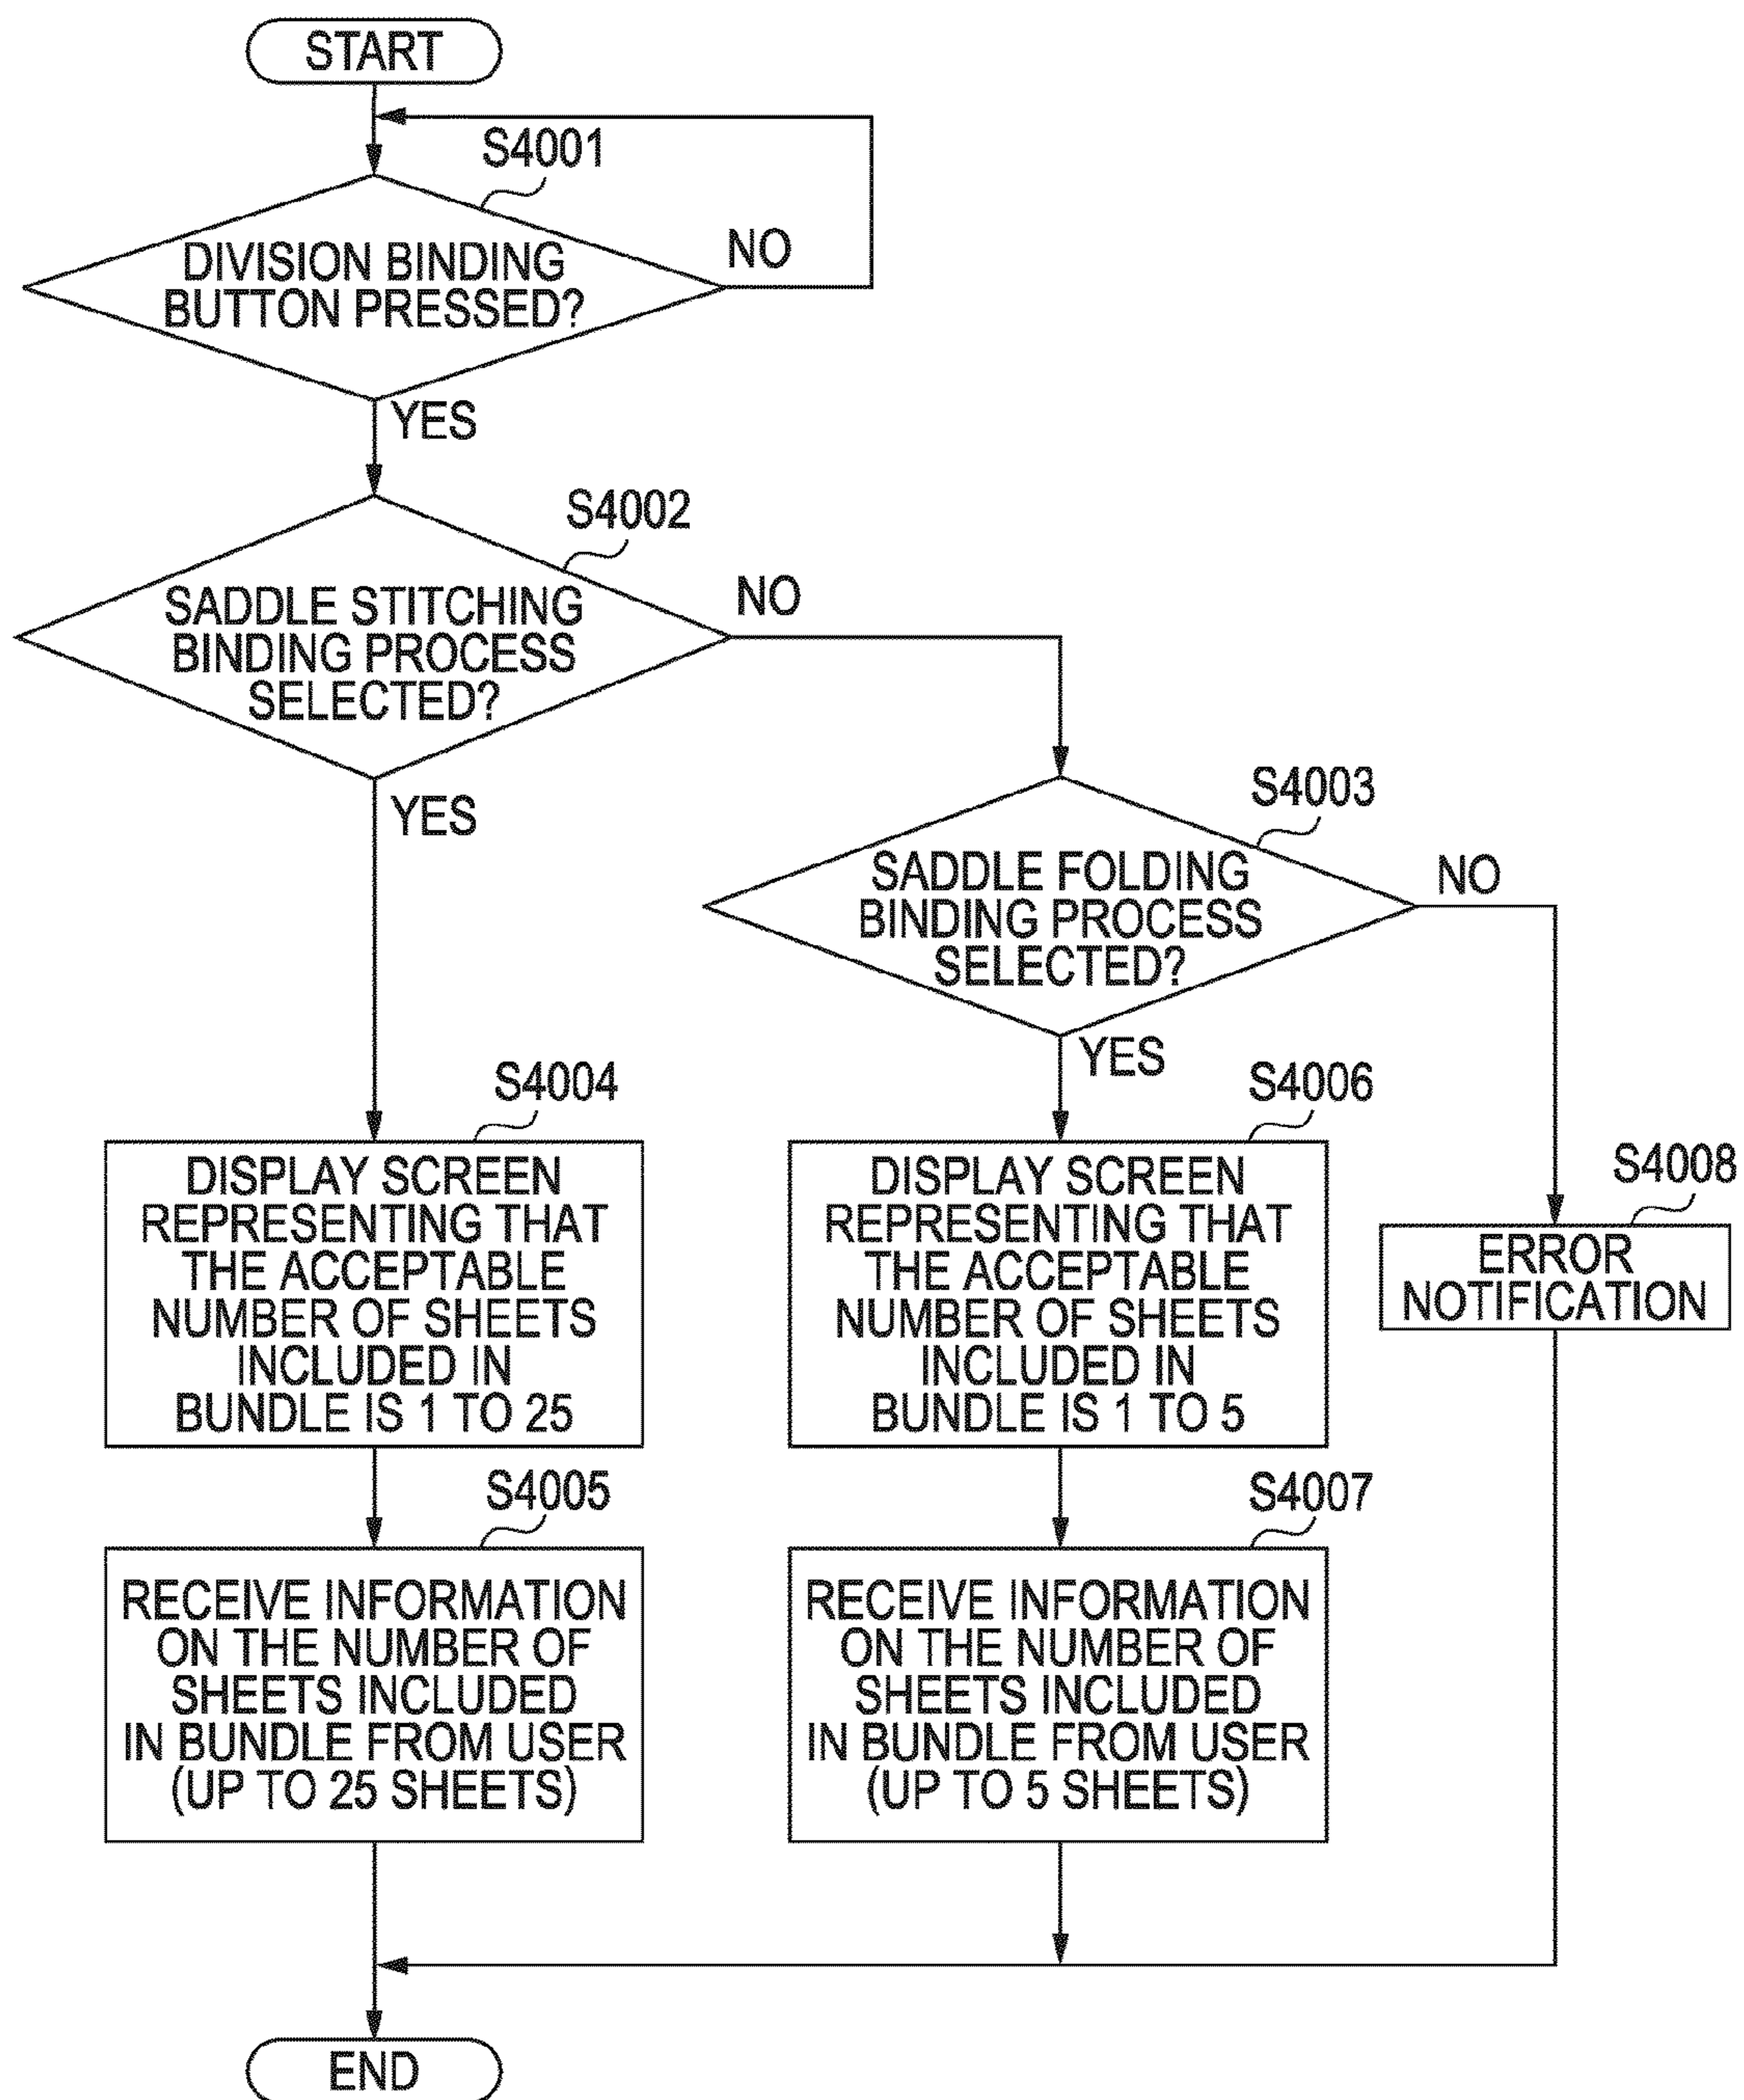 START
S4001
DIVISION BINDING
BUTTON PRESSED?
NO
YES
S4002
SADDLE STITCHING
BINDING PROCESS
SELECTED?
NO
YES
S4003
SADDLE FOLDING
BINDING PROCESS
SELECTED?
NO
YES
S4004
DISPLAY SCREEN
REPRESENTING THAT
THE ACCEPTABLE
NUMBER OF SHEETS
INCLUDED IN
BUNDLE IS 1 TO 25
S4006
DISPLAY SCREEN
REPRESENTING THAT
THE ACCEPTABLE
NUMBER OF SHEETS
INCLUDED IN
BUNDLE IS 1 TO 5
S4008
ERROR
NOTIFICATION
S4005
RECEIVE INFORMATION
ON THE NUMBER OF
SHEETS INCLUDED
IN BUNDLE FROM USER
(UP TO 25 SHEETS)
S4007
RECEIVE INFORMATION
ON THE NUMBER OF
SHEETS INCLUDED
IN BUNDLE FROM USER
(UP TO 5 SHEETS)
END